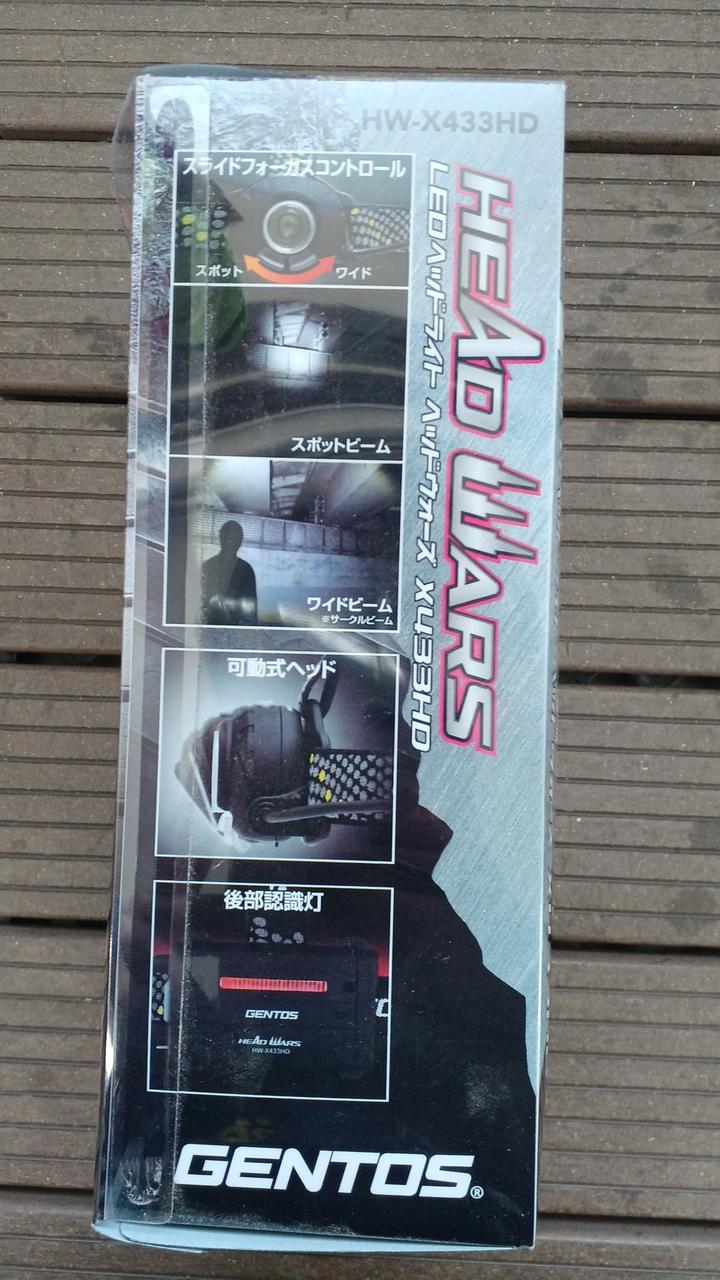 HW-X433HD
HEAD WARS
LEDヘッドライト ヘッドウォーズ X433HD
スライドフォーカスコントロール
スポット
ワイド
スポットビーム
ワイドビーム
※サークルビーム
可動式ヘッド
後部認識灯
GENTOS
HEAD WARS
HW-X433HD
GENTOS®